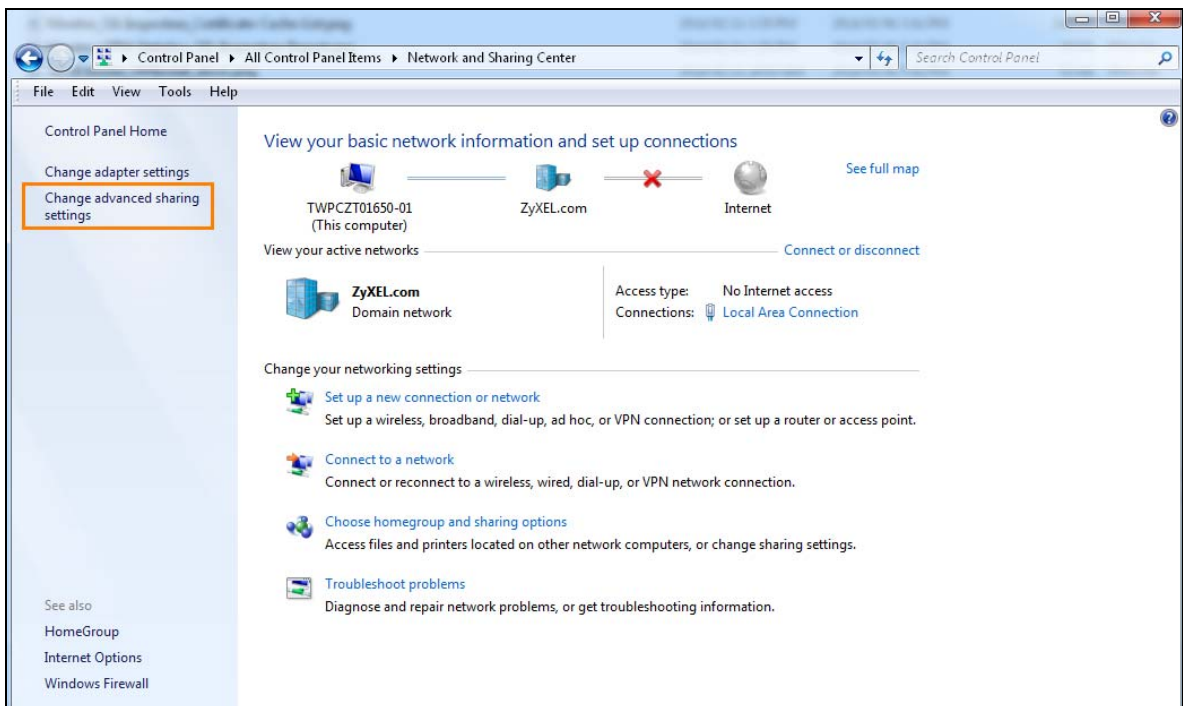 Control Panel ▸ All Control Panel Items ▸ Network and Sharing Center
Search Control Panel
File Edit View Tools Help
Control Panel Home
Change adapter settings
Change advanced sharing
settings
View your basic network information and set up connections
See full map
TWPCZT01650-01 ZyXEL.com Internet
(This computer)
View your active networks Connect or disconnect
ZyXEL.com
Domain network
Access type: No Internet access
Connections: Local Area Connection
Change your networking settings
Set up a new connection or network
Set up a wireless, broadband, dial-up, ad hoc, or VPN connection; or set up a router or access point.
Connect to a network
Connect or reconnect to a wireless, wired, dial-up, or VPN network connection.
Choose homegroup and sharing options
Access files and printers located on other network computers, or change sharing settings.
Troubleshoot problems
Diagnose and repair network problems, or get troubleshooting information.
See also
HomeGroup
Internet Options
Windows Firewall